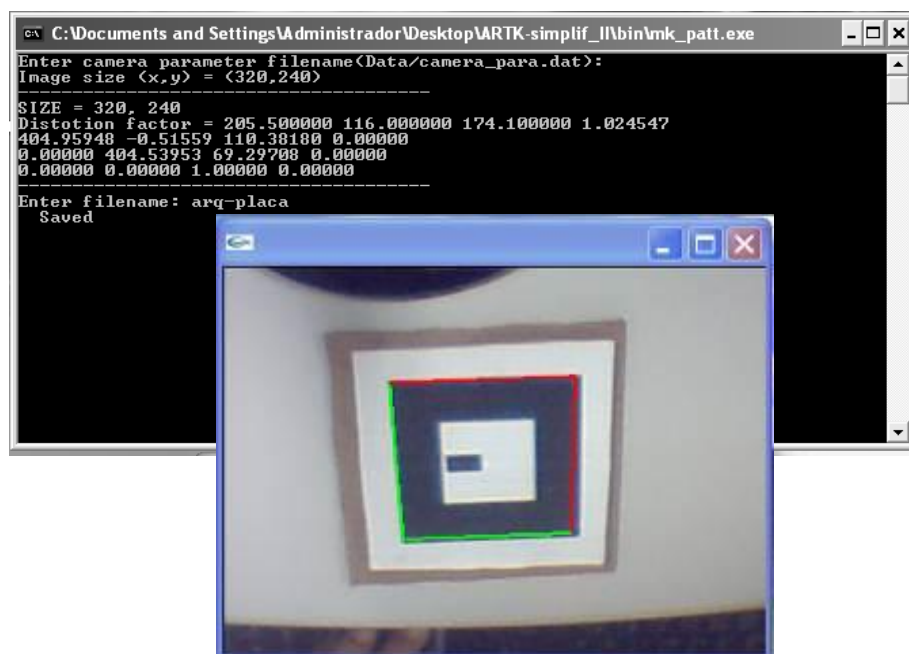 C:\Documents and Settings\Administrador\Desktop\ARTK-simplif_II\bin\mk_patt.exe
Enter camera parameter filename(Data/camera_para.dat):
Image size (x,y) = (320,240)
--------------------------------------
SIZE = 320, 240
Distotion factor = 205.500000 116.000000 174.100000 1.024547
404.95948 -0.51559 110.38180 0.00000
0.00000 404.53953 69.29708 0.00000
0.00000 0.00000 1.00000 0.00000
--------------------------------------
Enter filename: arq-placa
  Saved